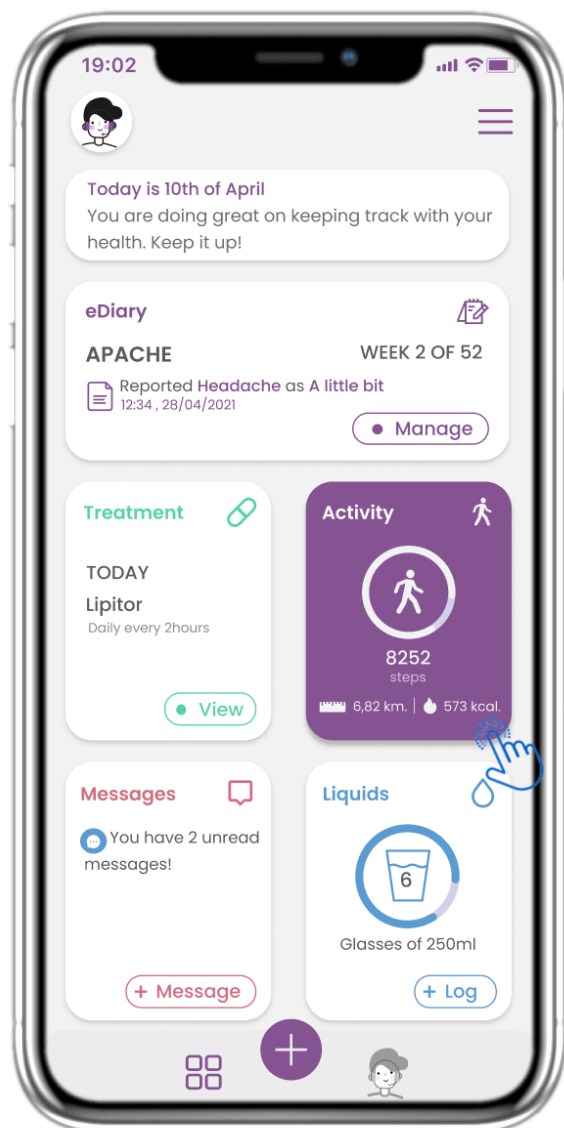 19:02
Today is 10th of April
You are doing great on keeping track with your
health. Keep it up!
eDiary
APACHE
WEEK 2 OF 52
Reported Headache as A little bit
12:34 , 28/04/2021
Manage
Treatment
TODAY
Lipitor
Daily every 2hours
View
Activity
8252
steps
6,82 km.
573 kcal.
Messages
You have 2 unread
messages!
+ Message
Liquids
6
Glasses of 250ml
+ Log